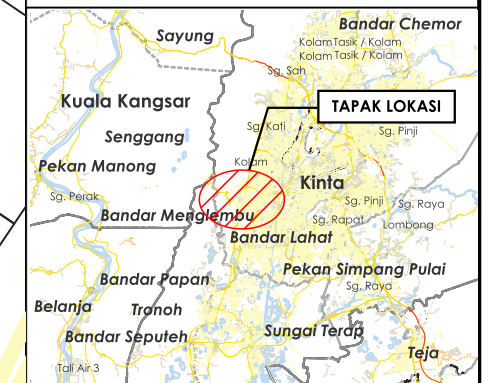 Bandar Chemor
Sayung
Kolam Tasik / Kolam
Kolam Tasik / Kolam
Sg. Sah
Kuala Kangsar
TAPAK LOKASI
Sg. Kati
Sg. Pinji
Senggang
Kolam
Pekan Manong
Kinta
Sg. Perak
Sg. Pinji
Sg. Raya
Bandar Menglembu
Sg. Rapat
Lombong
Bandar Lahat
Pekan Simpang Pulai
Bandar Papan
Sg. Raya
Belanja
Tronoh
Bandar Seputeh
Sungai Terap
Teja
Tali Air 3